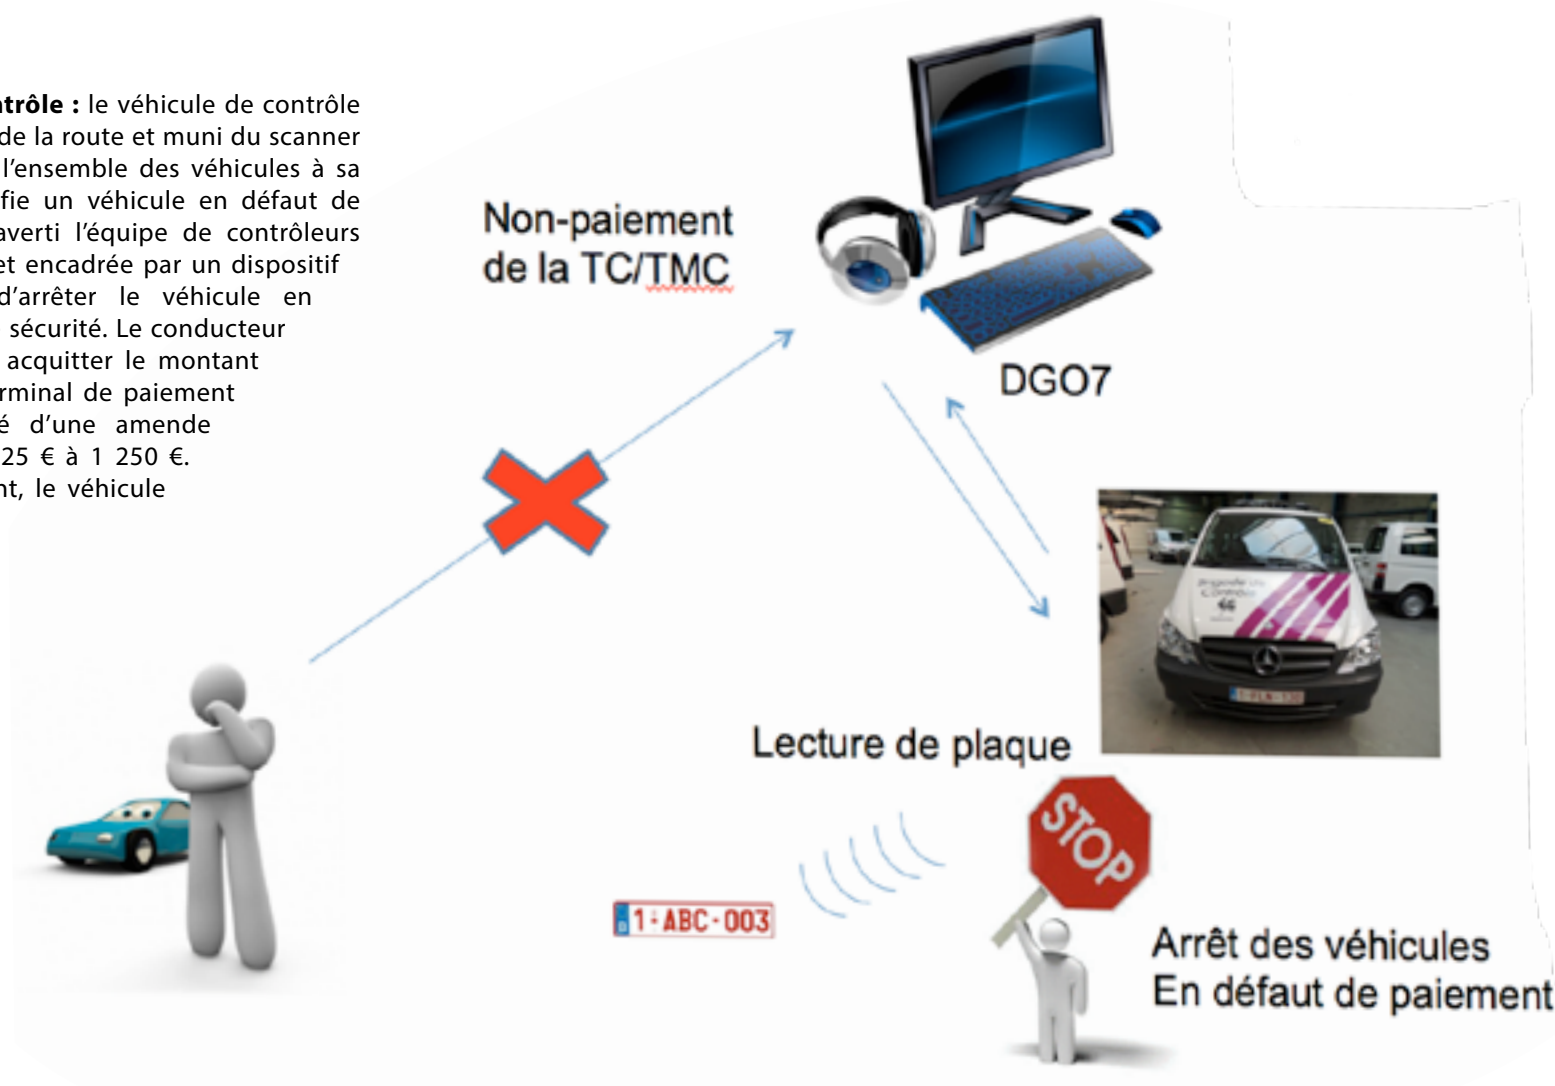 ntrôle : le véhicule de contrôle
de la route et muni du scanner
l’ensemble des véhicules à sa
fie un véhicule en défaut de
averti l’équipe de contrôleurs
et encadrée par un dispositif
d’arrêter le véhicule en
sécurité. Le conducteur
acquitter le montant
rminal de paiement
é d’une amende
25 € à 1 250 €.
nt, le véhicule
Non-paiement
de la TC/TMC
DGO7
Lecture de plaque
STOP
1-ABC-003
Arrêt des véhicules
En défaut de paiement